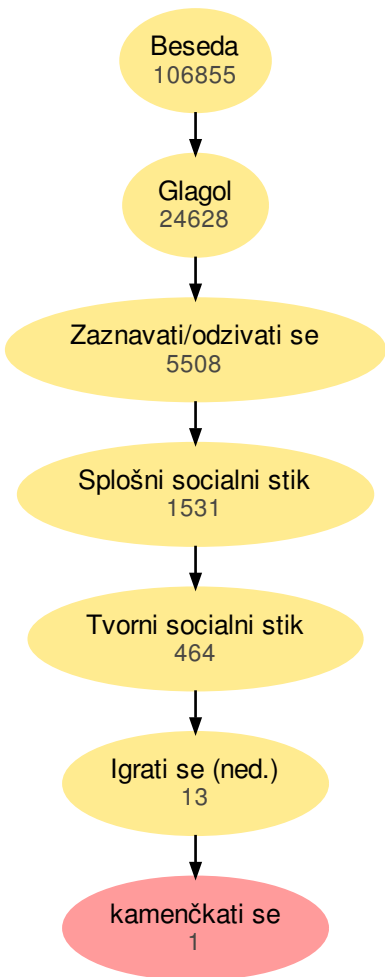 Beseda
106855
Glagol
24628
Zaznavati/odzivati se
5508
Splošni socialni stik
1531
Tvorni socialni stik
464
Igrati se (ned.)
13
kamenčkati se
1